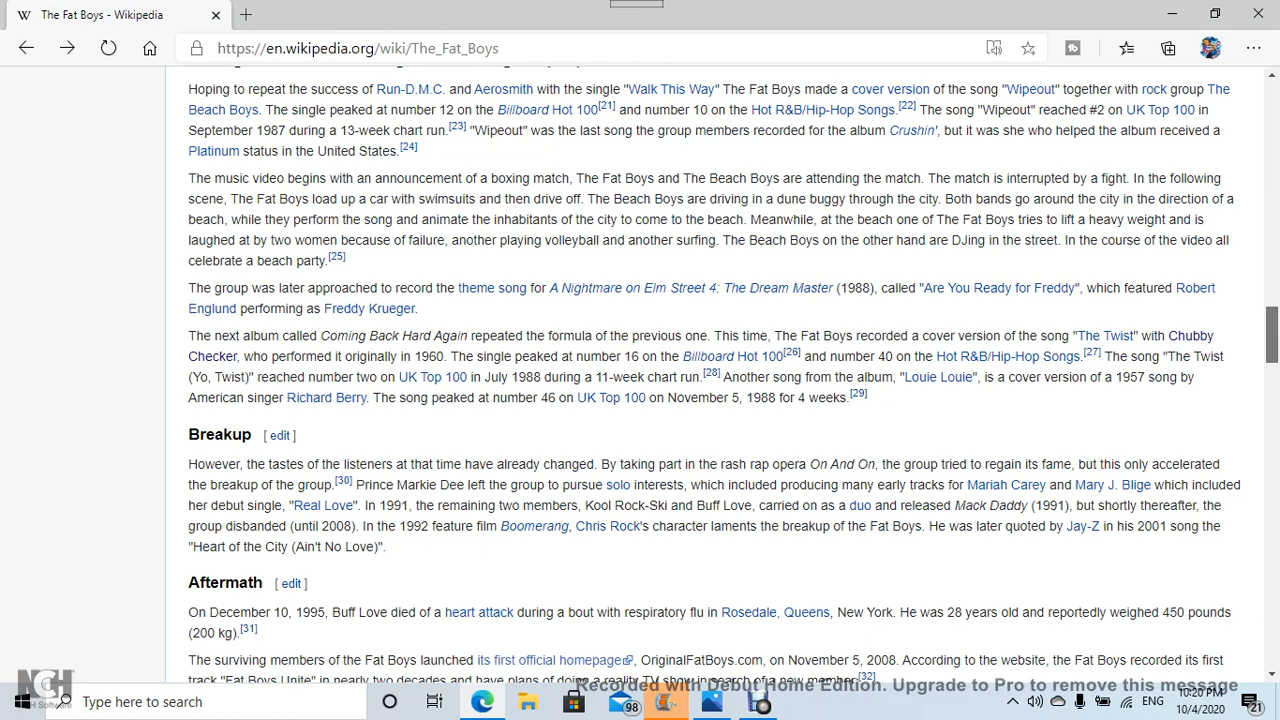 The Fat Boys - Wikipedia
https://en.wikipedia.org/wiki/The_Fat_Boys
Hoping to repeat the success of Run-D.M.C. and Aerosmith with the single "Walk This Way" The Fat Boys made a cover version of the song "Wipeout" together with rock group The
Beach Boys. The single peaked at number 12 on the Billboard Hot 100[21] and number 10 on the Hot R&B/Hip-Hop Songs.[22] The song "Wipeout" reached #2 on UK Top 100 in
September 1987 during a 13-week chart run.[23] "Wipeout" was the last song the group members recorded for the album Crushin', but it was she who helped the album received a
Platinum status in the United States.[24]
The music video begins with an announcement of a boxing match, The Fat Boys and The Beach Boys are attending the match. The match is interrupted by a fight. In the following
scene, The Fat Boys load up a car with swimsuits and then drive off. The Beach Boys are driving in a dune buggy through the city. Both bands go around the city in the direction of a
beach, while they perform the song and animate the inhabitants of the city to come to the beach. Meanwhile, at the beach one of The Fat Boys tries to lift a heavy weight and is
laughed at by two women because of failure, another playing volleyball and another surfing. The Beach Boys on the other hand are DJing in the street. In the course of the video all
celebrate a beach party.[25]
The group was later approached to record the theme song for A Nightmare on Elm Street 4: The Dream Master (1988), called "Are You Ready for Freddy", which featured Robert
Englund performing as Freddy Krueger.
The next album called Coming Back Hard Again repeated the formula of the previous one. This time, The Fat Boys recorded a cover version of the song "The Twist" with Chubby
Checker, who performed it originally in 1960. The single peaked at number 16 on the Billboard Hot 100[26] and number 40 on the Hot R&B/Hip-Hop Songs.[27] The song "The Twist
(Yo, Twist)" reached number two on UK Top 100 in July 1988 during a 11-week chart run.[28] Another song from the album, "Louie Louie", is a cover version of a 1957 song by
American singer Richard Berry. The song peaked at number 46 on UK Top 100 on November 5, 1988 for 4 weeks.[29]
Breakup [ edit ]
However, the tastes of the listeners at that time have already changed. By taking part in the rash rap opera On And On, the group tried to regain its fame, but this only accelerated
the breakup of the group.[30] Prince Markie Dee left the group to pursue solo interests, which included producing many early tracks for Mariah Carey and Mary J. Blige which included
her debut single, "Real Love". In 1991, the remaining two members, Kool Rock-Ski and Buff Love, carried on as a duo and released Mack Daddy (1991), but shortly thereafter, the
group disbanded (until 2008). In the 1992 feature film Boomerang, Chris Rock's character laments the breakup of the Fat Boys. He was later quoted by Jay-Z in his 2001 song the
"Heart of the City (Ain't No Love)".
Aftermath [ edit ]
On December 10, 1995, Buff Love died of a heart attack during a bout with respiratory flu in Rosedale, Queens, New York. He was 28 years old and reportedly weighed 450 pounds
(200 kg).[31]
The surviving members of the Fat Boys launched its first official homepage, OriginalFatBoys.com, on November 5, 2008. According to the website, the Fat Boys recorded its first
track "Fat Boys Unite" in nearly two decades and have plans of doing a reality TV show in search of a new member.[32]
Recorded with Debut Home Edition. Upgrade to Pro to remove this message
NCH
NCH Software
Type here to search
98
ENG
10:20 PM
10/4/2020
21